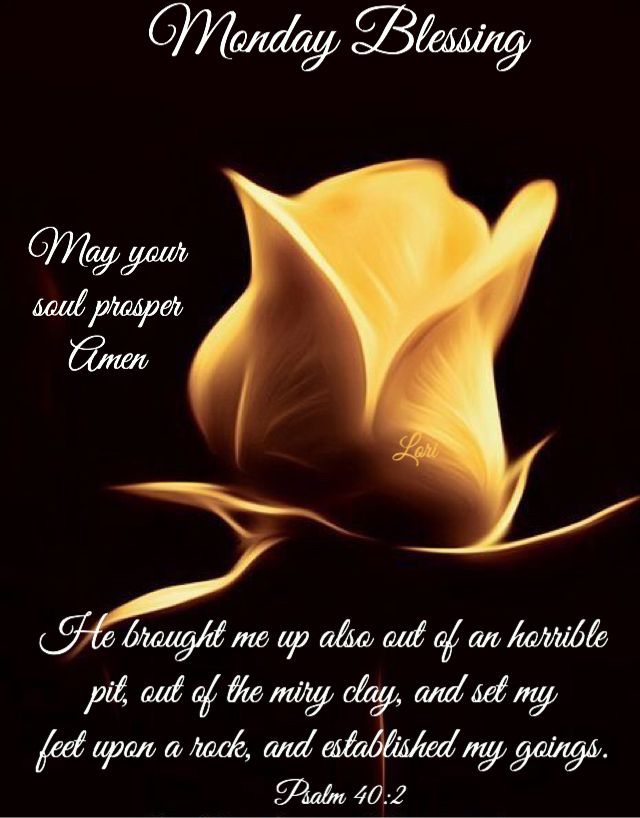 Monday Blessing
May your
soul prosper
Amen
Lori
He brought me up also out of an horrible
pit, out of the miry clay, and set my
feet upon a rock, and established my goings.
Psalm 40:2